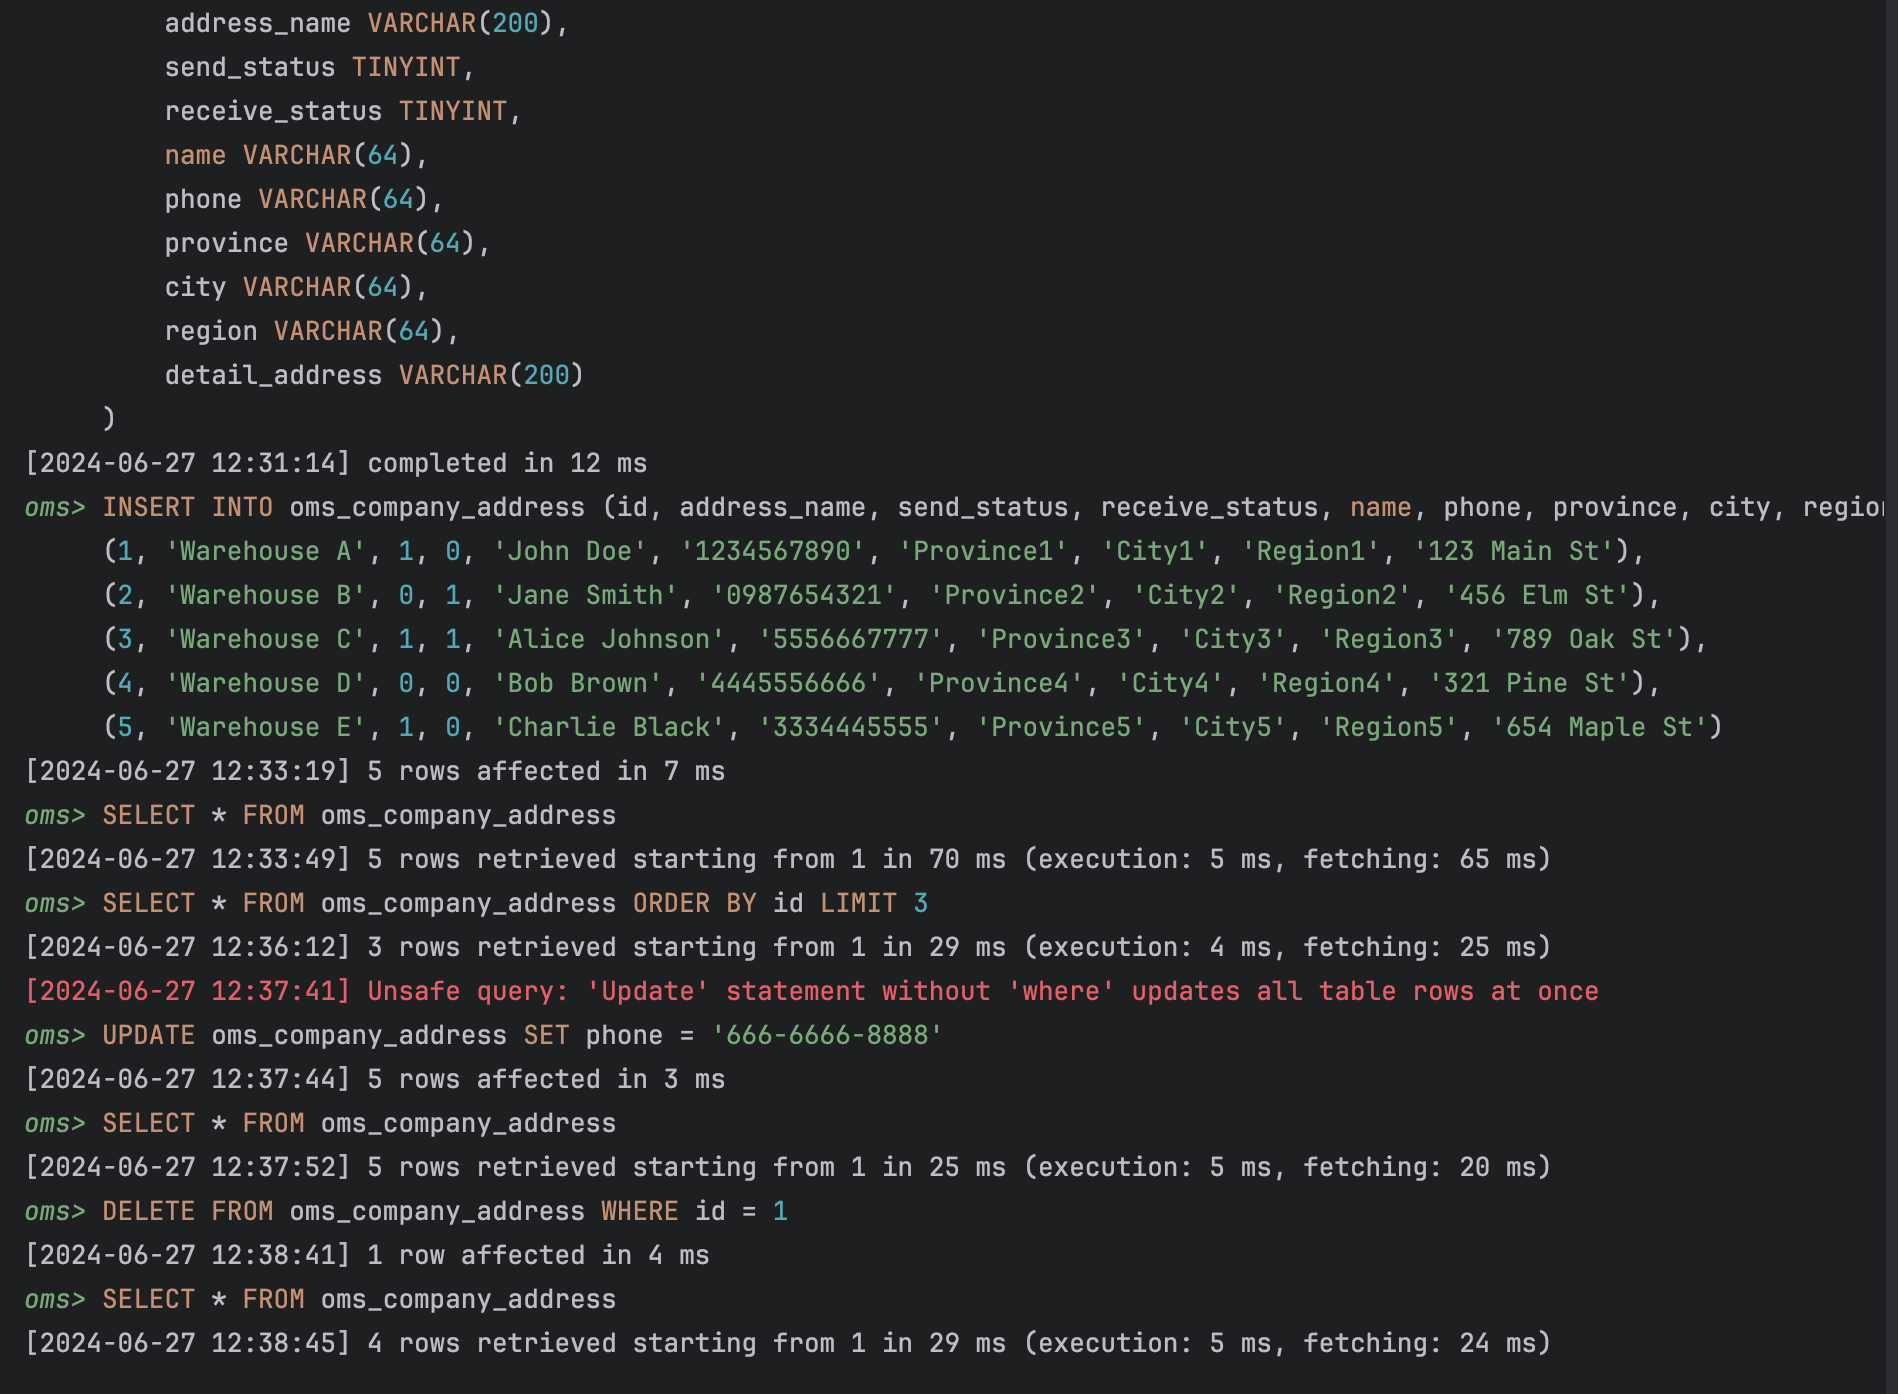 address_name VARCHAR(200),
send_status TINYINT,
receive_status TINYINT,
name VARCHAR(64),
phone VARCHAR(64),
province VARCHAR(64),
city VARCHAR(64),
region VARCHAR(64),
detail_address VARCHAR(200)
)
[2024-06-27 12:31:14] completed in 12 ms
oms> INSERT INTO oms_company_address (id, address_name, send_status, receive_status, name, phone, province, city, region
(1, 'Warehouse A', 1, 0, 'John Doe', '1234567890', 'Province1', 'City1', 'Region1', '123 Main St'),
(2, 'Warehouse B', 0, 1, 'Jane Smith', '0987654321', 'Province2', 'City2', 'Region2', '456 Elm St'),
(3, 'Warehouse C', 1, 1, 'Alice Johnson', '5556667777', 'Province3', 'City3', 'Region3', '789 Oak St'),
(4, 'Warehouse D', 0, 0, 'Bob Brown', '4445556666', 'Province4', 'City4', 'Region4', '321 Pine St'),
(5, 'Warehouse E', 1, 0, 'Charlie Black', '3334445555', 'Province5', 'City5', 'Region5', '654 Maple St')
[2024-06-27 12:33:19] 5 rows affected in 7 ms
oms> SELECT * FROM oms_company_address
[2024-06-27 12:33:49] 5 rows retrieved starting from 1 in 70 ms (execution: 5 ms, fetching: 65 ms)
oms> SELECT * FROM oms_company_address ORDER BY id LIMIT 3
[2024-06-27 12:36:12] 3 rows retrieved starting from 1 in 29 ms (execution: 4 ms, fetching: 25 ms)
[2024-06-27 12:37:41] Unsafe query: 'Update' statement without 'where' updates all table rows at once
oms> UPDATE oms_company_address SET phone = '666-6666-8888'
[2024-06-27 12:37:44] 5 rows affected in 3 ms
oms> SELECT * FROM oms_company_address
[2024-06-27 12:37:52] 5 rows retrieved starting from 1 in 25 ms (execution: 5 ms, fetching: 20 ms)
oms> DELETE FROM oms_company_address WHERE id = 1
[2024-06-27 12:38:41] 1 row affected in 4 ms
oms> SELECT * FROM oms_company_address
[2024-06-27 12:38:45] 4 rows retrieved starting from 1 in 29 ms (execution: 5 ms, fetching: 24 ms)